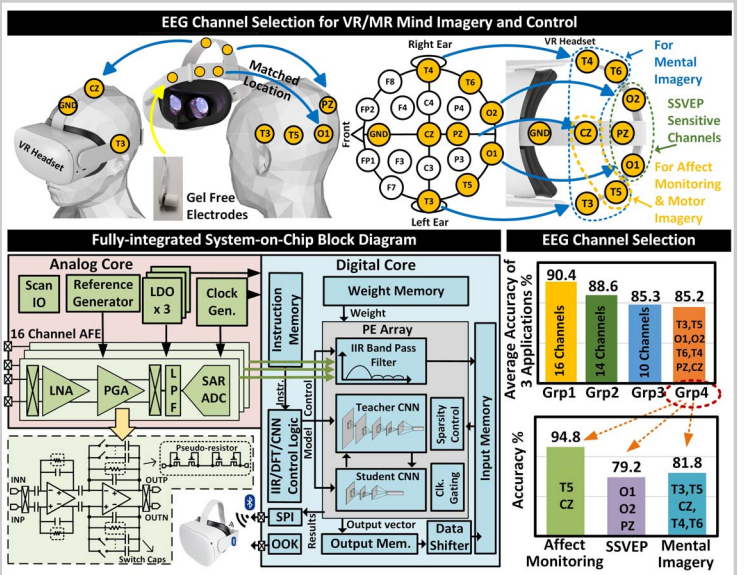 EEG Channel Selection for VR/MR Mind Imagery and Control
CZ
GND
T3
VR Headset
Matched
Location
Gel Free
Electrodes
PZ
T3
T5
O1
Right Ear
T4
F8
T6
FP2
F4
C4
P4
O2
Front
GND
CZ
PZ
FP1
F3
C3
P3
O1
F7
T5
T3
Left Ear
VR Headset
T4
T6
O2
GND
CZ
PZ
O1
T5
T3
For
Mental
Imagery
SSVEP
Sensitive
Channels
For Affect
Monitoring
& Motor
Imagery
Fully-integrated System-on-Chip Block Diagram
Analog Core
Scan
IO
Reference
Generator
LDO
x 3
Clock
Gen.
16 Channel AFE
LNA
PGA
L
P
F
SAR
ADC
Pseudo-resistor
INN
INP
OUTP
OUTN
Switch Caps
Digital Core
Instruction
Memory
Weight Memory
Weight
PE Array
IIR Band Pass
Filter
Instr.
Control
Model
IIR/DFT/CNN
Control Logic
Teacher CNN
Sparsity
Control
Student CNN
Clk.
Gating
Input Memory
SPI
OOK
Results
Output vector
Output Mem.
Data
Shifter
EEG Channel Selection
Average Accuracy of
3 Applications %
90.4
88.6
85.3
85.2
16 Channels
14 Channels
10 Channels
T3,T5
O1,O2
T6,T4
PZ,CZ
Grp1
Grp2
Grp3
Grp4
Accuracy %
94.8
79.2
81.8
T5
CZ
O1
O2
PZ
T3,T5
CZ,
T4,T6
Affect
Monitoring
SSVEP
Mental
Imagery